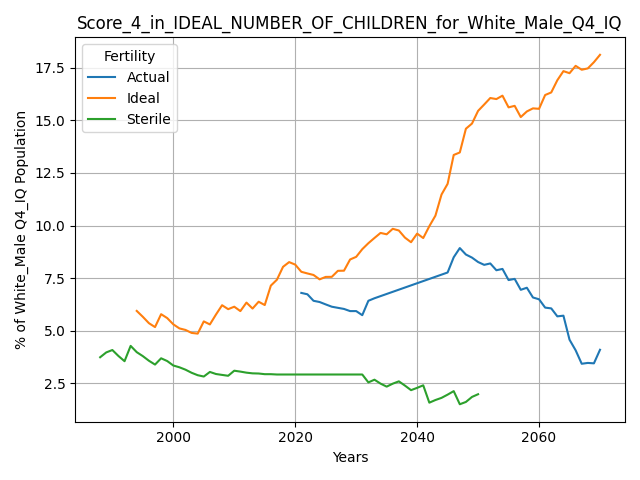 Score_4_in_IDEAL_NUMBER_OF_CHILDREN_for_White_Male_Q4_IQ
Fertility
Actual
Ideal
Sterile
% of White_Male Q4_IQ Population
17.5
15.0
12.5
10.0
7.5
5.0
2.5
2000
2020
2040
2060
Years